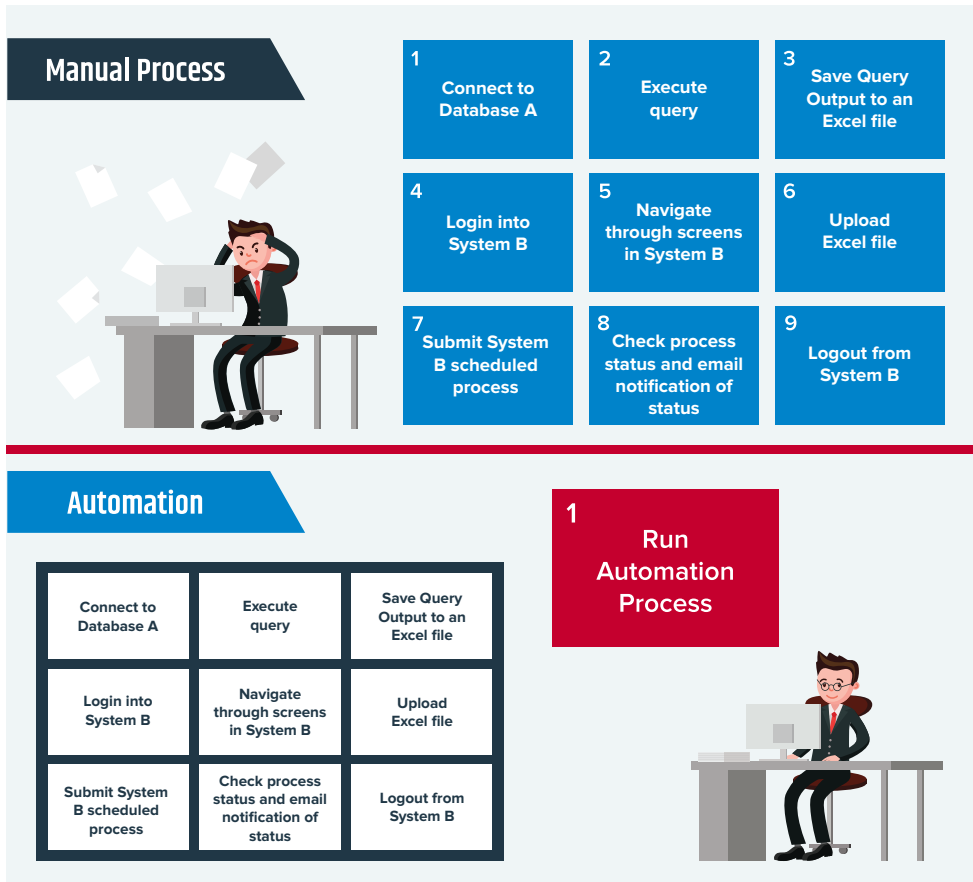 Manual Process
1
Connect to
Database A
2
Execute
query
3
Save Query
Output to an
Excel file
4
Login into
System B
5
Navigate
through screens
in System B
6
Upload
Excel file
7
Submit System
B scheduled
process
8
Check process
status and email
notification of
status
9
Logout from
System B
Automation
Connect to
Database A
Execute
query
Save Query
Output to an
Excel file
Login into
System B
Navigate
through screens
in System B
Upload
Excel file
Submit System
B scheduled
process
Check process
status and email
notification of
status
Logout from
System B
1
Run
Automation
Process